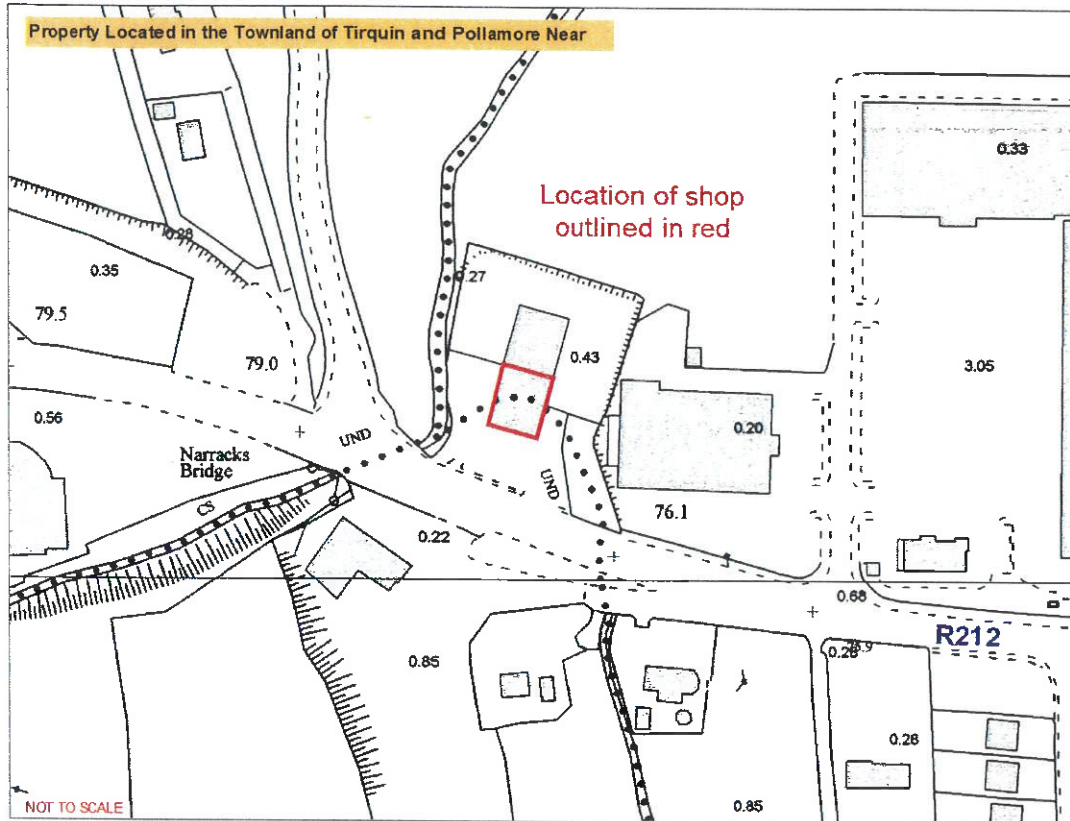 Property Located in the Townland of Tirquin and Pollamore Near
0.33
Location of shop
outlined in red
0.28
0.35
0.27
79.5
79.0
0.43
3.05
0.56
UND
0.20
Narracks
Bridge
UND
CS
76.1
0.22
0.68
R212
0.85
0.26
0.85
NOT TO SCALE